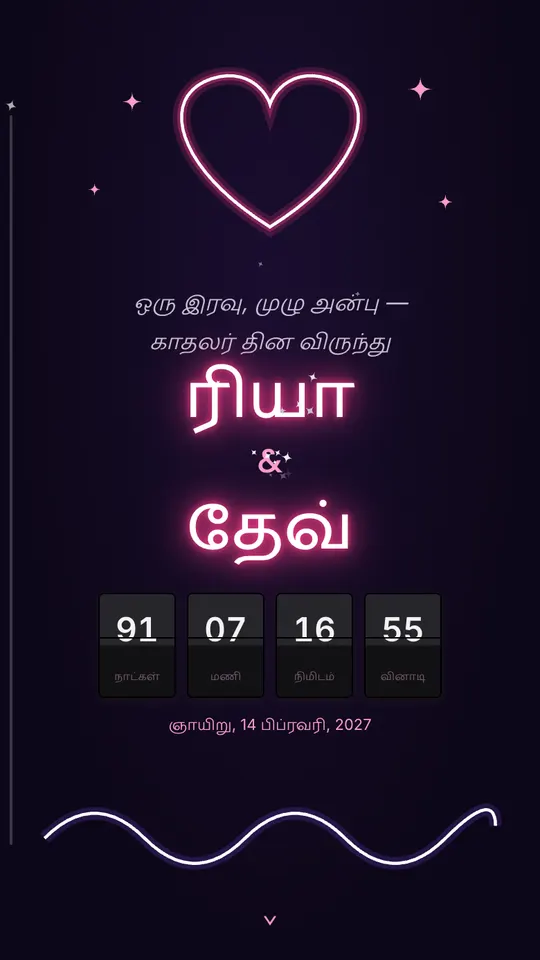 ஒரு இரவு, முழு அன்பு —
காதலர் தின விருந்து
ரியா
&
தேவ்
91 07 16 55
நாட்கள் மணி நிமிடம் வினாடி
ஞாயிறு, 14 பிப்ரவரி, 2027